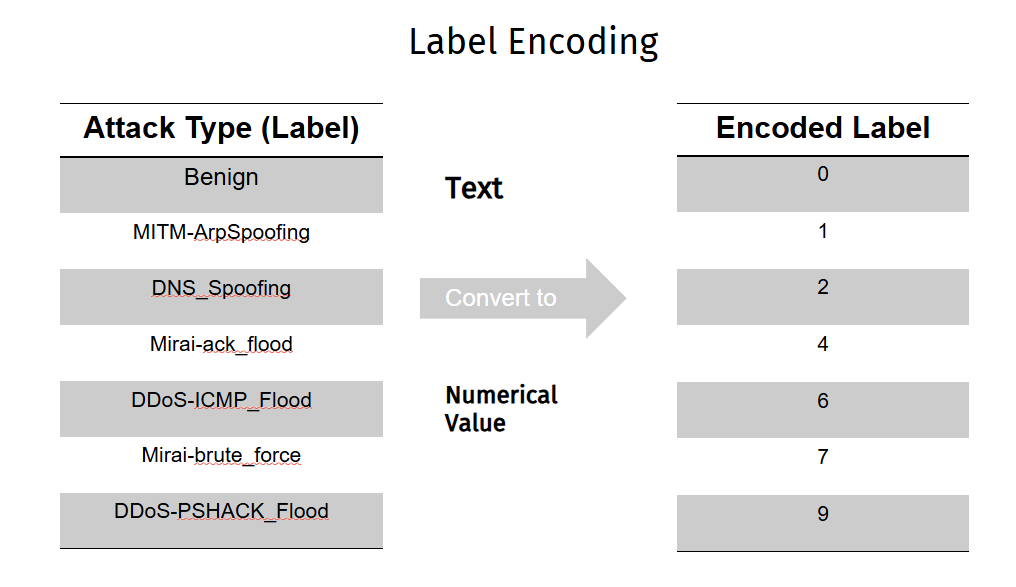 Label Encoding
Attack Type (Label)
Benign
MITM-ArpSpoofing
DNS_Spoofing
Mirai-ack_flood
DDoS-ICMP_Flood
Mirai-brute_force
DDoS-PSHACK_Flood
Text
Convert to
Numerical
Value
Encoded Label
0
1
2
4
6
7
9